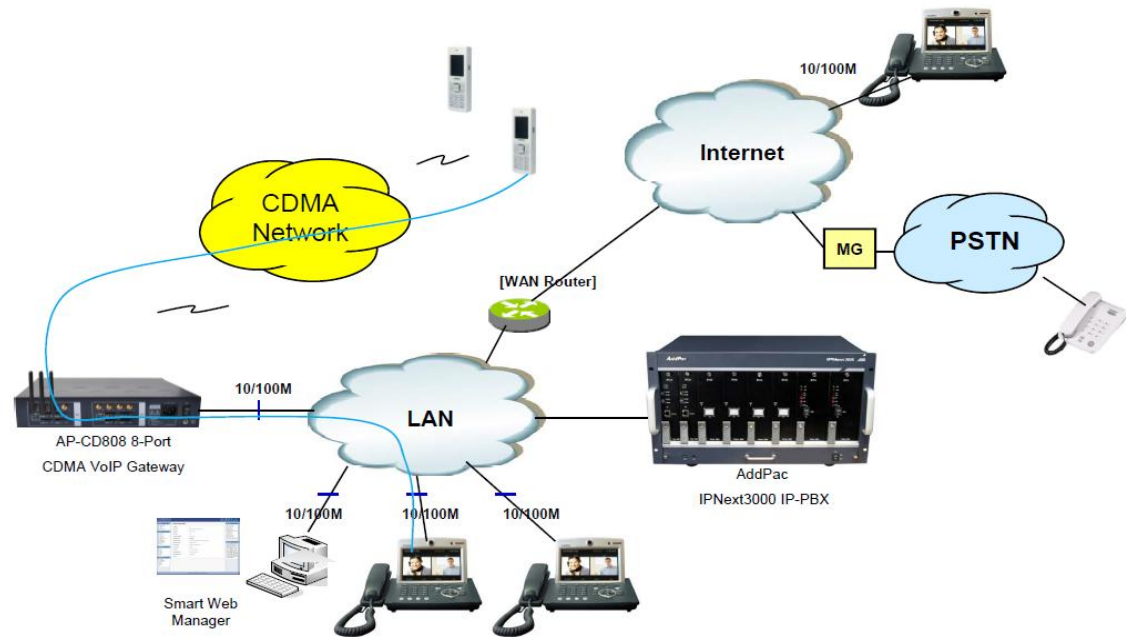 10/100M
Internet
CDMA
Network
MG
PSTN
[WAN Router]
AddPac
10/100M
LAN
AP-CD808 8-Port
CDMA VoIP Gateway
AddPac
IPNext3000 IP-PBX
10/100M
10/100M
10/100M
Smart Web
Manager